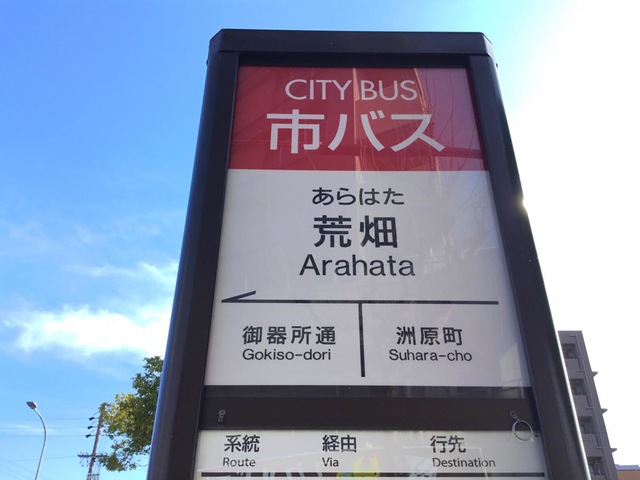 CITY BUS
市バス
あらはた
荒畑
Arahata
御器所通 洲原町
Gokiso-dori Suhara-cho
系統 経由 行先
Route Via Destination